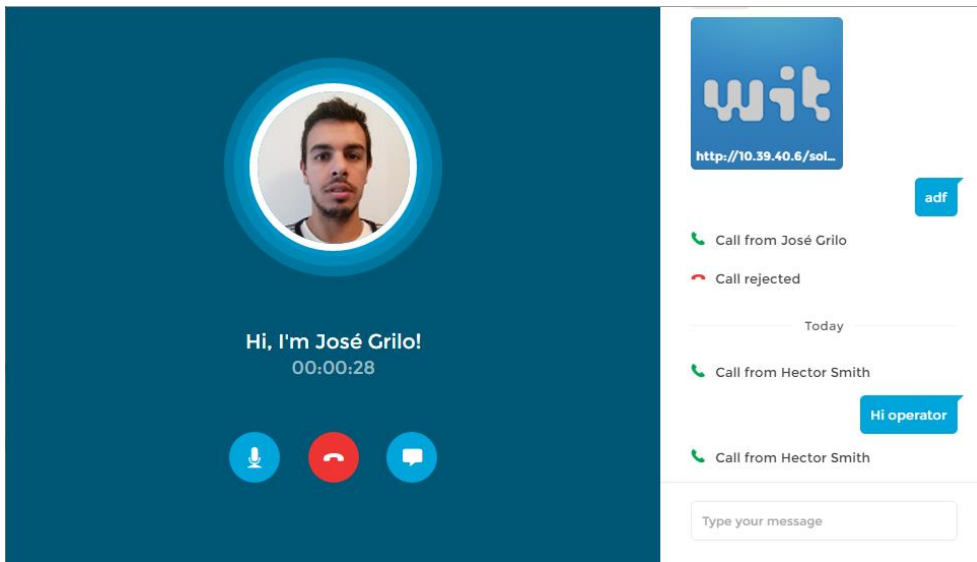 Hi, I'm José Grilo!
00:00:28
wit
http://10.39.40.6/sol...
adf
Call from José Grilo
Call rejected
Today
Call from Hector Smith
Hi operator
Call from Hector Smith
Type your message